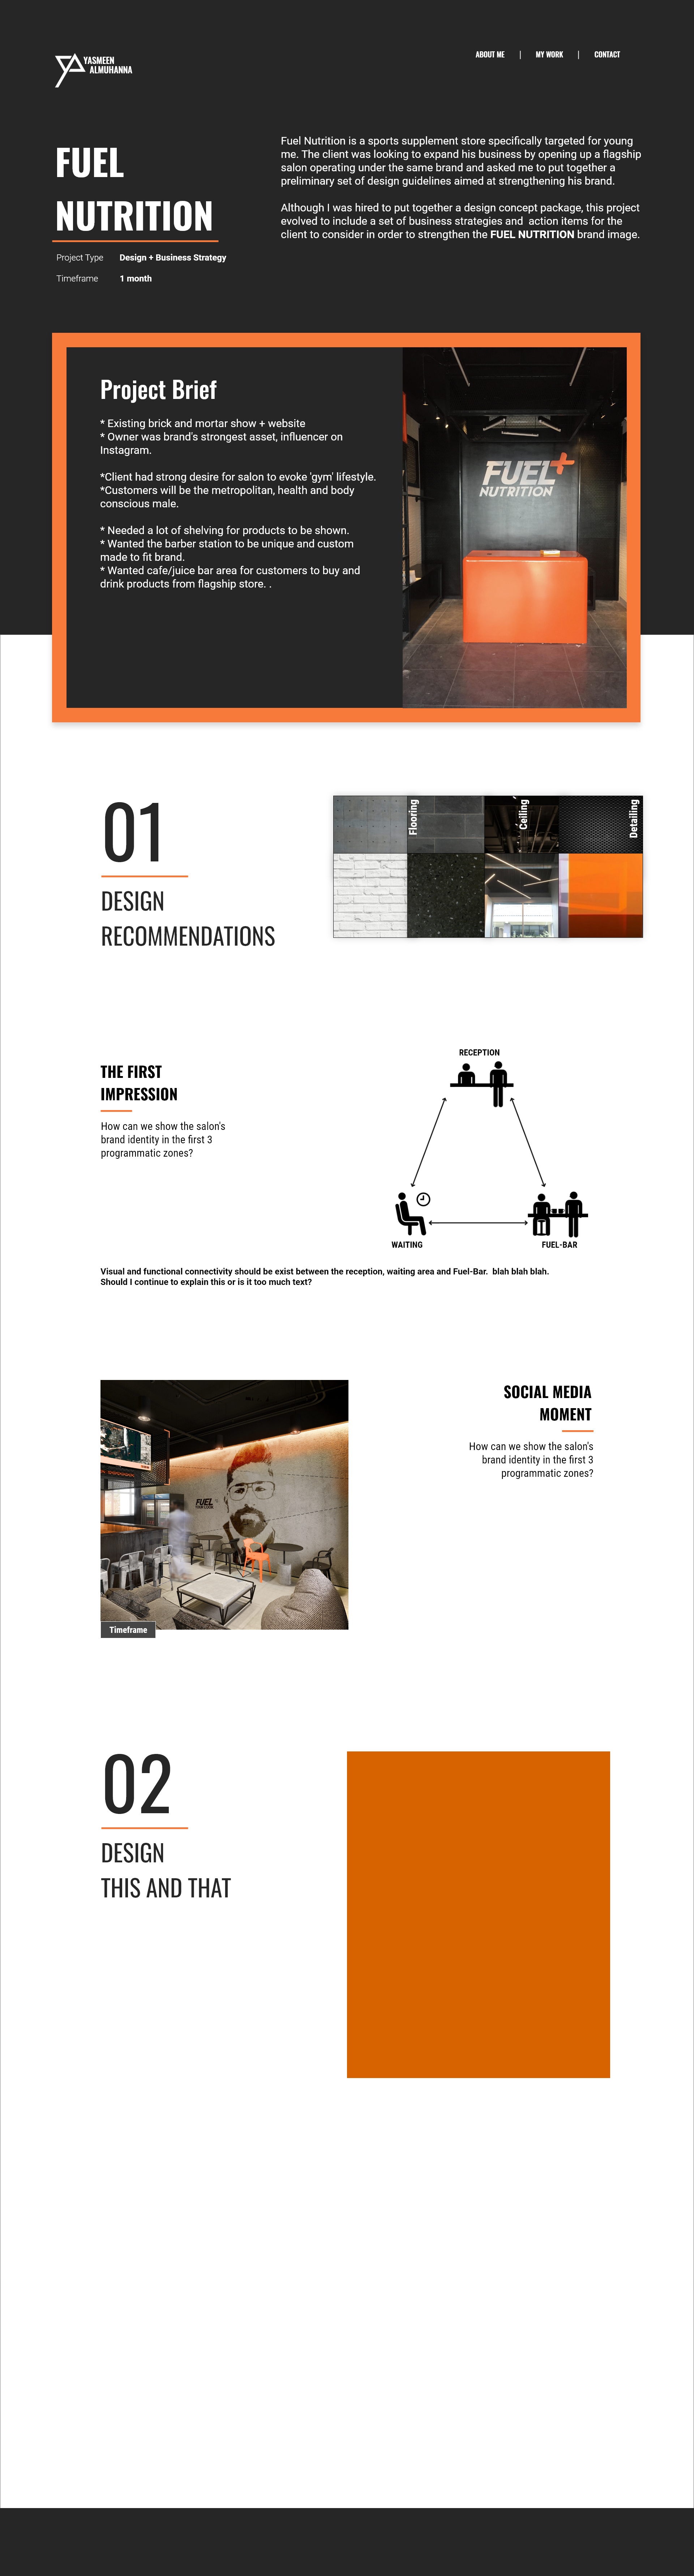 YASMEEN
ALMUHANNA
ABOUT ME | MY WORK | CONTACT
FUEL
NUTRITION
Project Type Design + Business Strategy
Timeframe 1 month
Fuel Nutrition is a sports supplement store specifically targeted for young
me. The client was looking to expand his business by opening up a flagship
salon operating under the same brand and asked me to put together a
preliminary set of design guidelines aimed at strengthening his brand.
Although I was hired to put together a design concept package, this project
evolved to include a set of business strategies and action items for the
client to consider in order to strengthen the FUEL NUTRITION brand image.
Project Brief
* Existing brick and mortar show + website
* Owner was brand's strongest asset, influencer on
Instagram.
*Client had strong desire for salon to evoke 'gym' lifestyle.
*Customers will be the metropolitan, health and body
conscious male.
* Needed a lot of shelving for products to be shown.
* Wanted the barber station to be unique and custom
made to fit brand.
* Wanted cafe/juice bar area for customers to buy and
drink products from flagship store. .
FUEL+
NUTRITION
01
DESIGN
RECOMMENDATIONS
Flooring
Ceiling
Detailing
THE FIRST
IMPRESSION
How can we show the salon's
brand identity in the first 3
programmatic zones?
RECEPTION
WAITING
FUEL-BAR
Visual and functional connectivity should be exist between the reception, waiting area and Fuel-Bar. blah blah blah.
Should I continue to explain this or is it too much text?
FUEL
Timeframe
SOCIAL MEDIA
MOMENT
How can we show the salon's
brand identity in the first 3
programmatic zones?
02
DESIGN
THIS AND THAT